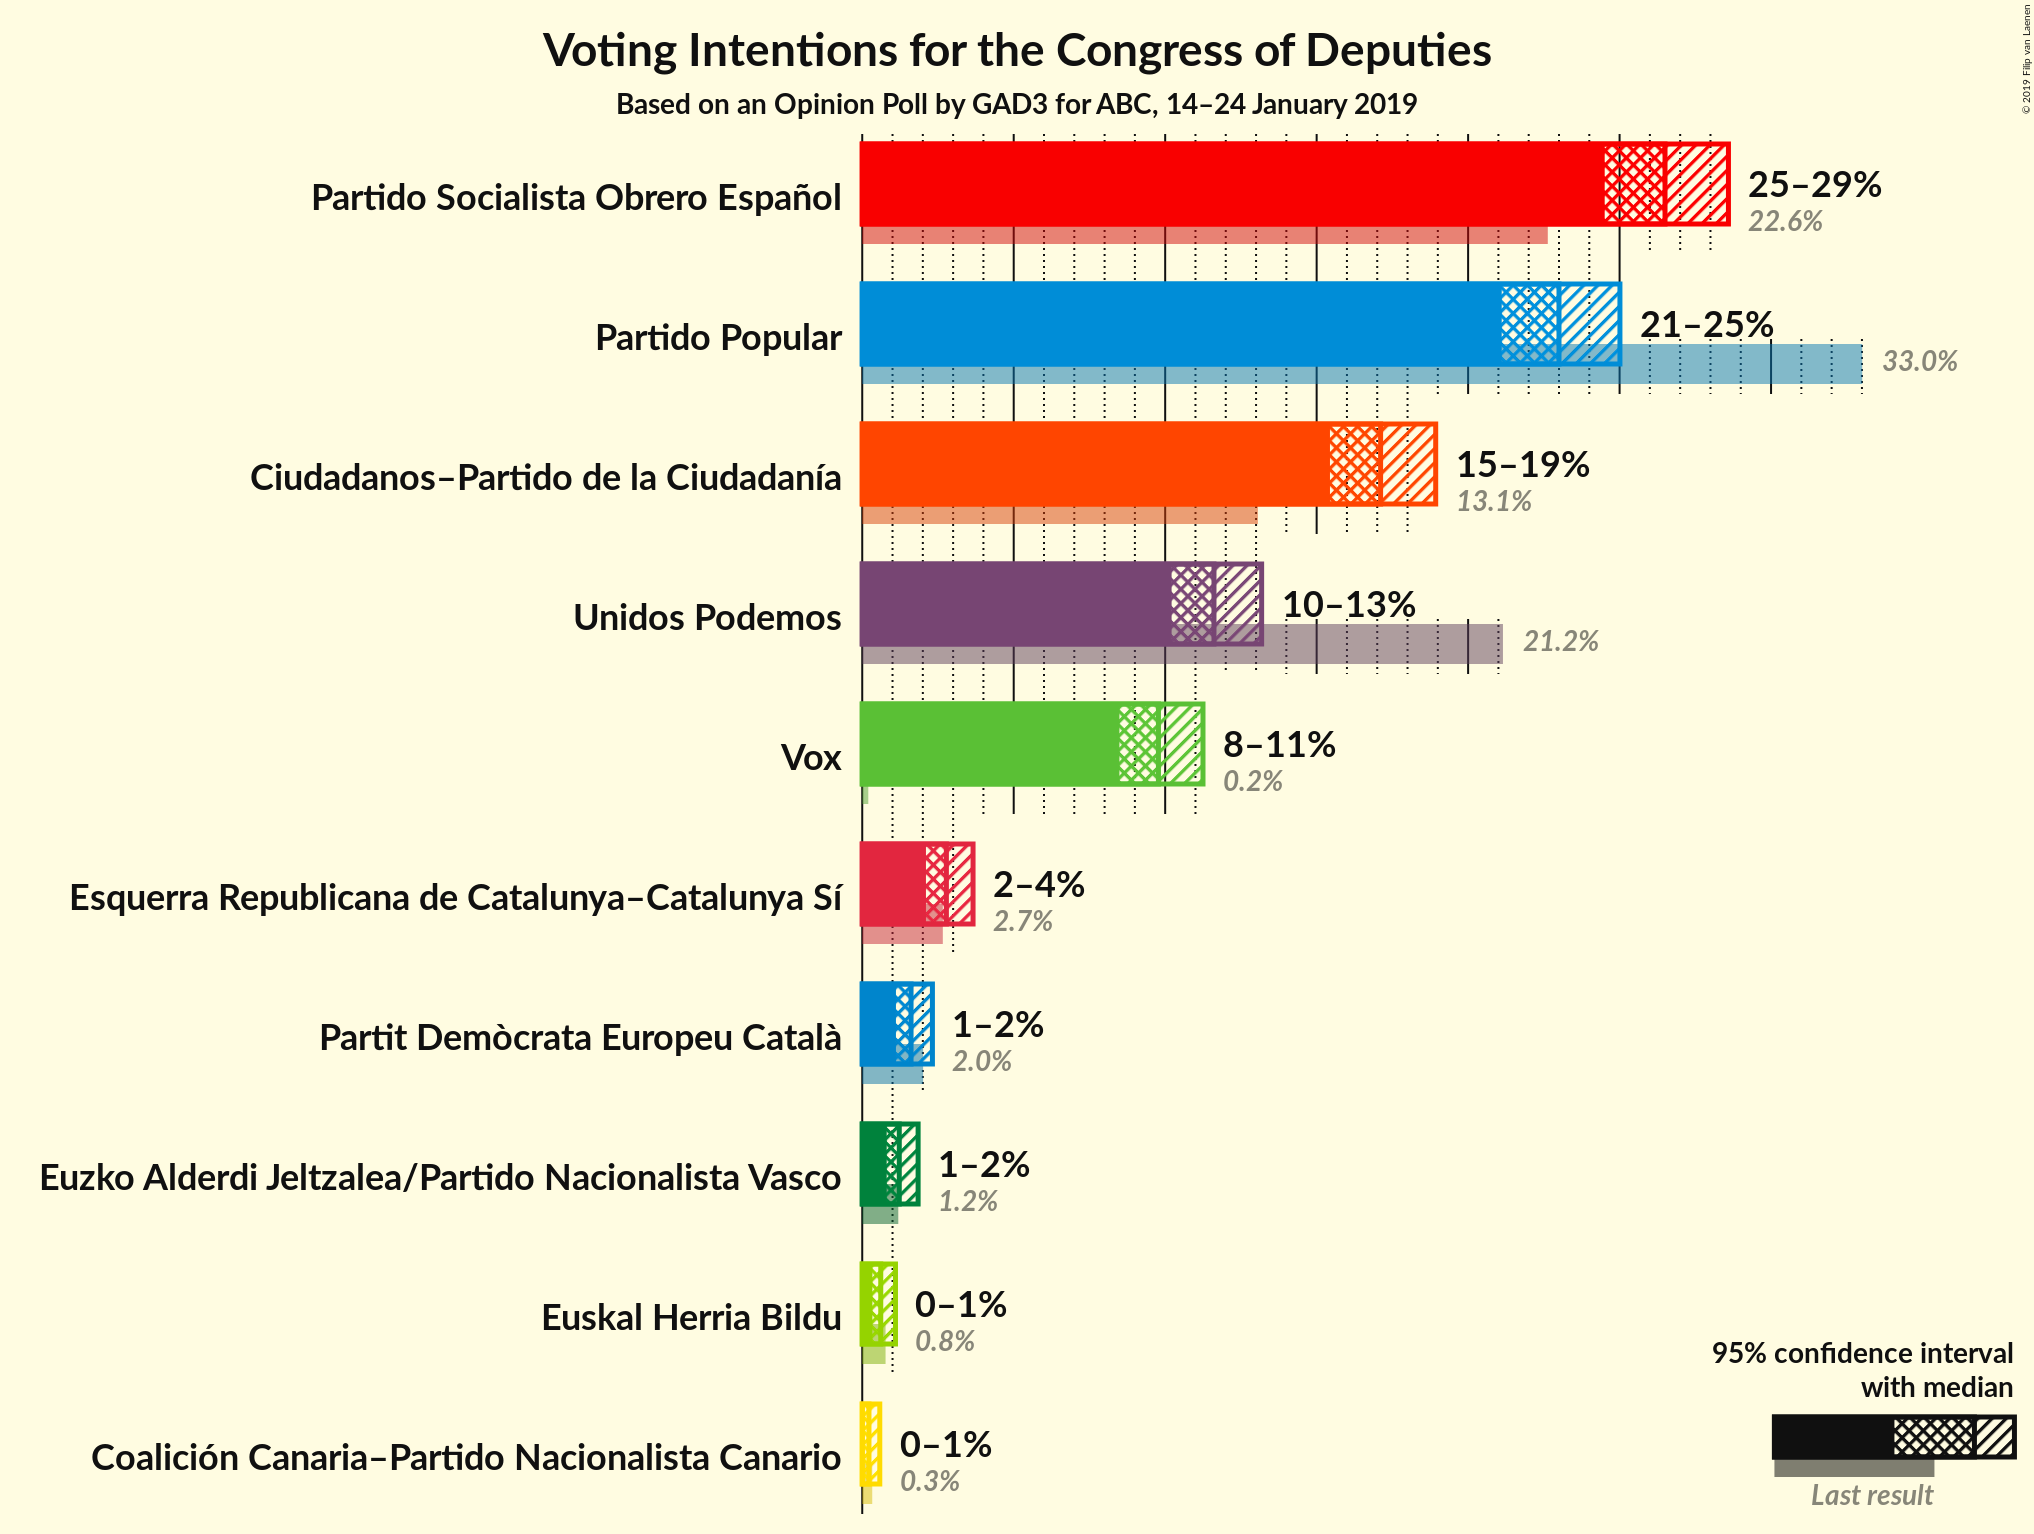 Voting Intentions for the Congress of Deputies
Based on an Opinion Poll by GAD3 for ABC, 14–24 January 2019
© 2019 Filip van Laenen
Partido Socialista Obrero Español
25–29%
22.6%
Partido Popular
21–25%
33.0%
Ciudadanos–Partido de la Ciudadanía
15–19%
13.1%
Unidos Podemos
10–13%
21.2%
Vox
8–11%
0.2%
Esquerra Republicana de Catalunya–Catalunya Sí
2–4%
2.7%
Partit Demòcrata Europeu Català
1–2%
2.0%
Euzko Alderdi Jeltzalea/Partido Nacionalista Vasco
1–2%
1.2%
Euskal Herria Bildu
0–1%
0.8%
Coalición Canaria–Partido Nacionalista Canario
0–1%
0.3%
95% confidence interval
with median
Last result